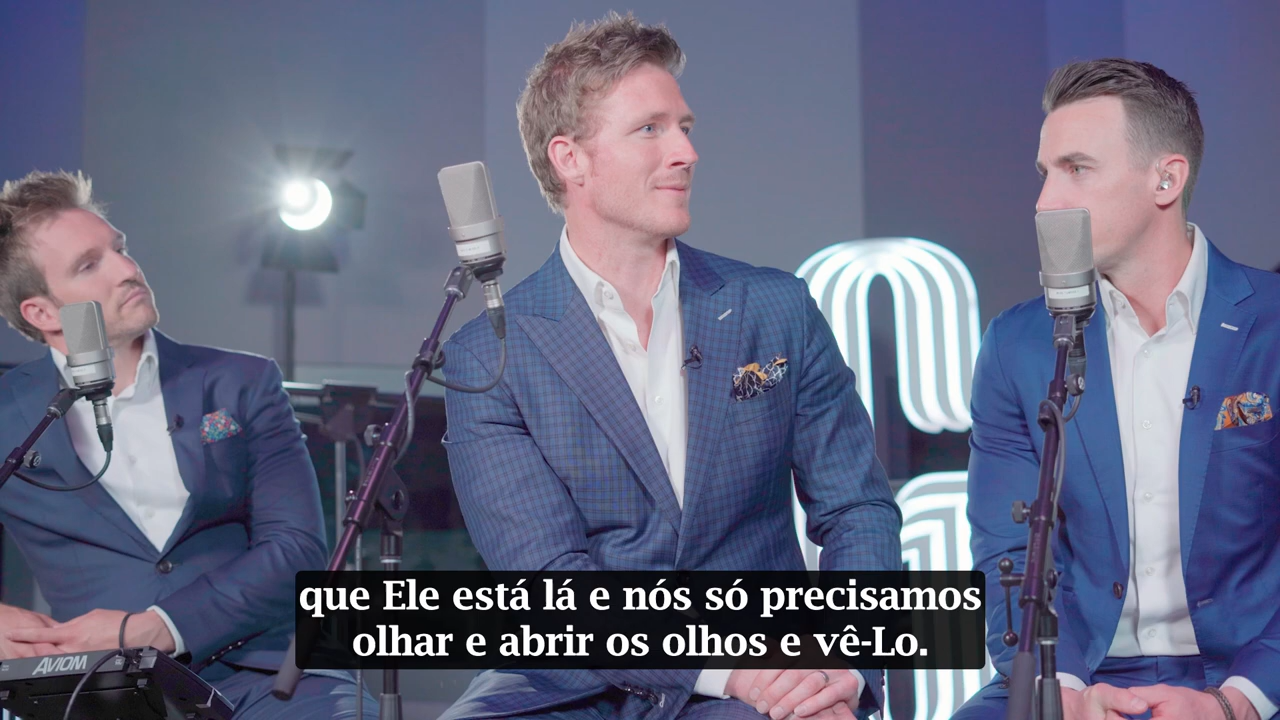 que Ele está lá e nós só precisamos
olhar e abrir os olhos e vê-Lo.
AVIOM